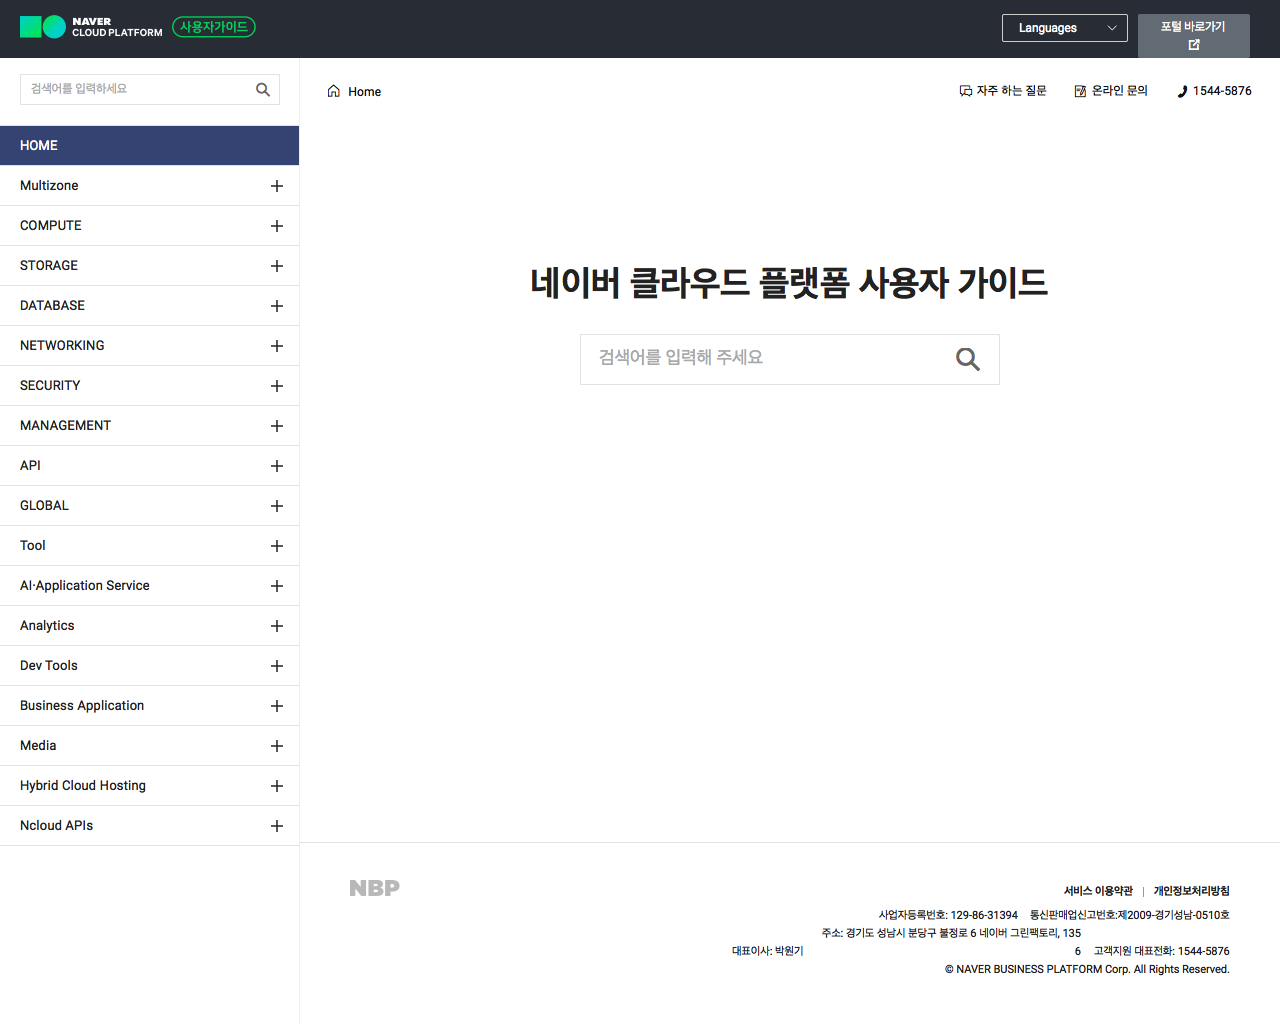 NAVER
CLOUD PLATFORM
사용자가이드
Languages
포털 바로가기
검색어를 입력하세요
Home
자주 하는 질문
온라인 문의
1544-5876
HOME
Multizone
COMPUTE
STORAGE
DATABASE
NETWORKING
SECURITY
MANAGEMENT
API
GLOBAL
Tool
AI·Application Service
Analytics
Dev Tools
Business Application
Media
Hybrid Cloud Hosting
Ncloud APIs
네이버 클라우드 플랫폼 사용자 가이드
검색어를 입력해 주세요
NBP
서비스 이용약관 | 개인정보처리방침
사업자등록번호: 129-86-31394 통신판매업신고번호:제2009-경기성남-0510호
주소: 경기도 성남시 분당구 불정로 6 네이버 그린팩토리, 135
대표이사: 박원기 6 고객지원 대표전화: 1544-5876
© NAVER BUSINESS PLATFORM Corp. All Rights Reserved.